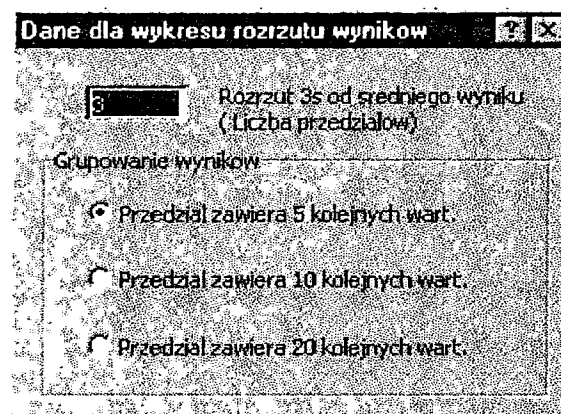 Dane dla wykresu rozrzutu wynikow
Rozrzut 3s od sredniego wyniku
(Liczba przedzialow)
Grupowanie wynikow
Przedzial zawiera 5 kolejnych wart.
Przedzial zawiera 10 kolejnych wart.
Przedzial zawiera 20 kolejnych wart.